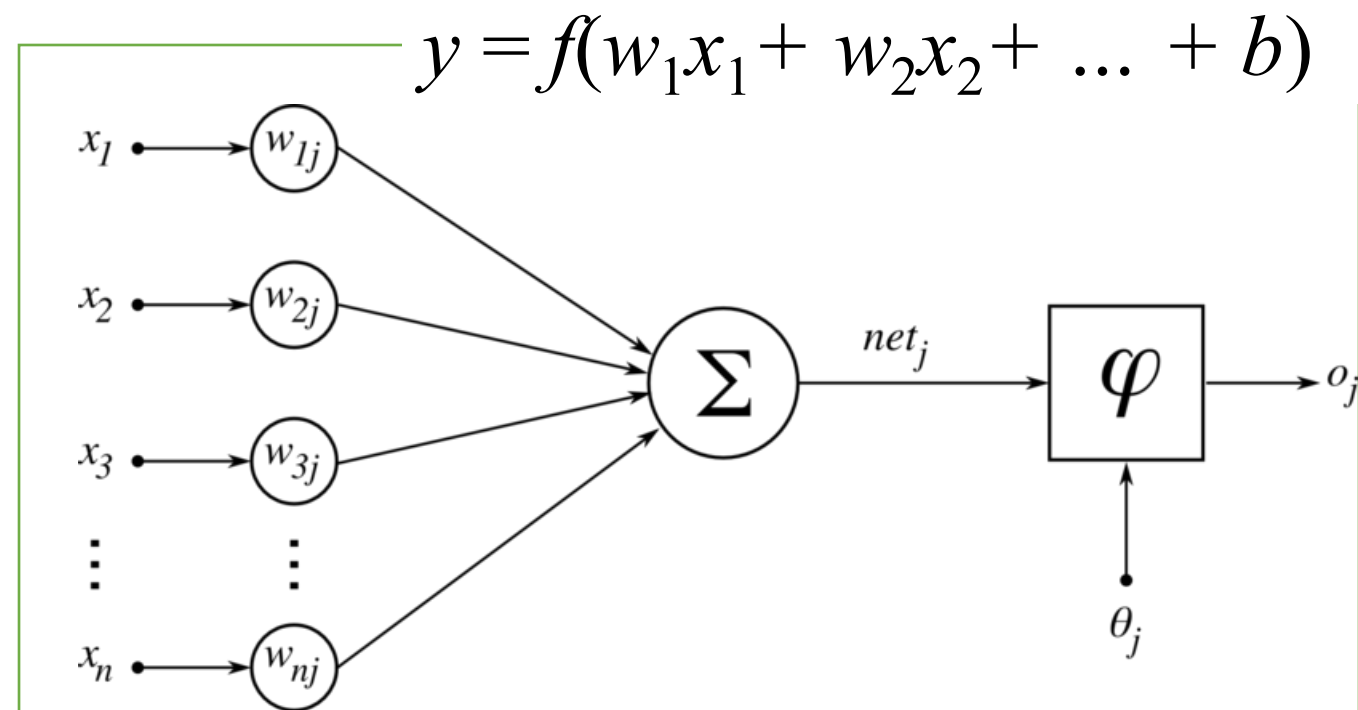 y = f(w₁x₁+ w₂x₂+ ... + b)
x₁ w₁ⱼ
x₂ w₂ⱼ
Σ netⱼ φ oⱼ
x₃ w₃ⱼ
⋮ ⋮
θⱼ
xₙ wₙⱼ